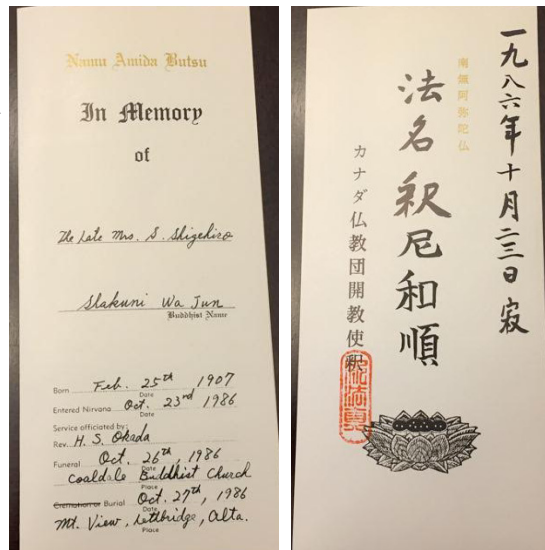 Namu Amida Butsu
In Memory
of
The Late Mrs. S. Shigehiro
Shakuni Wa Jun
Buddhist Name
Born Feb. 25th 1907
Date
Entered Nirvana Oct. 23rd 1986
Date
Service officiated by:
Rev. H. S. Okada
Funeral Oct. 26th, 1986
Date
Coaldale Buddhist Church
Place
Cremation or Burial Oct. 27th, 1986
Date
Mt. View, Lethbridge, Alta.
Place
一九八六年十月二三日寂
南無阿弥陀仏
法名釈尼和順
カナダ仏教団開教使釈